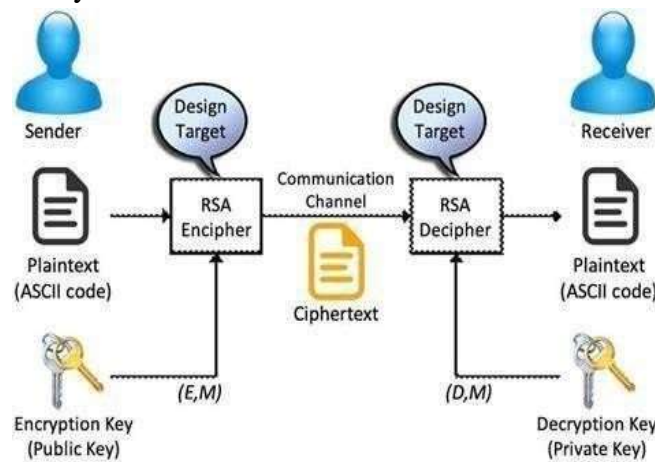 Design
Target
Design
Target
Sender
Receiver
Communication
Channel
RSA
Encipher
RSA
Decipher
Plaintext
(ASCII code)
Ciphertext
Plaintext
(ASCII code)
(E,M)
(D,M)
Encryption Key
(Public Key)
Decryption Key
(Private Key)